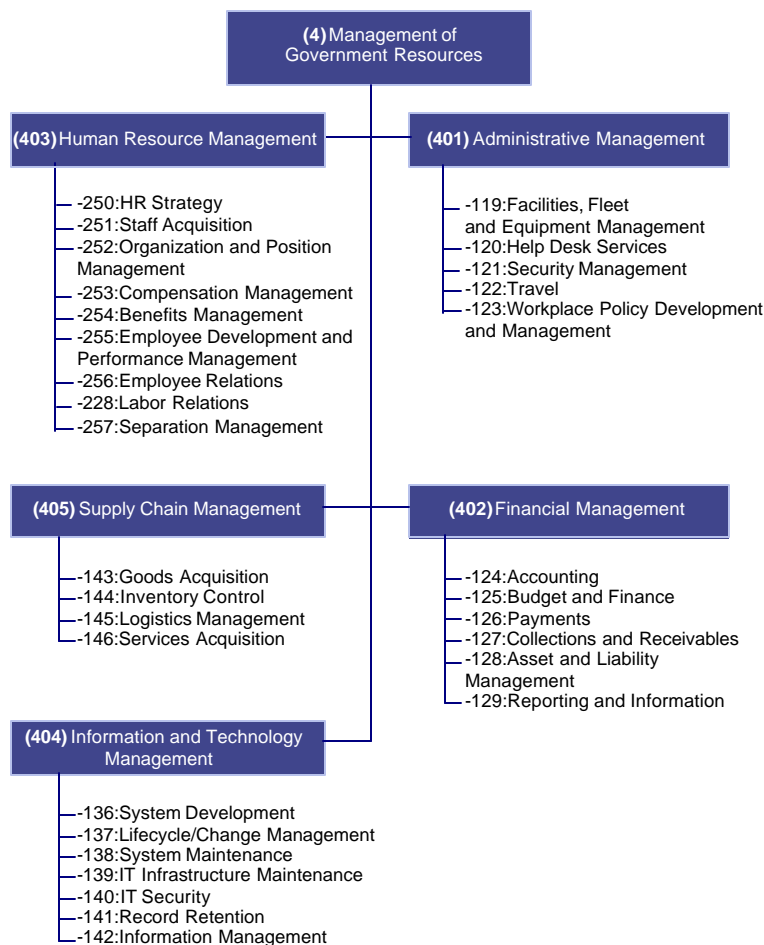 (4)Management of
Government Resources
(403)Human Resource Management
(401) Administrative Management
-250:HR Strategy
-251:Staff Acquisition
-252:Organization and Position
Management
-253:Compensation Management
-254:Benefits Management
-255:Employee Development and
Performance Management
-256:Employee Relations
-228:Labor Relations
-257:Separation Management
-119:Facilities, Fleet
and Equipment Management
-120:Help Desk Services
-121:Security Management
-122:Travel
-123:Workplace Policy Development
and Management
(405) Supply Chain Management
(402)Financial Management
-143:Goods Acquisition
-144:Inventory Control
-145:Logistics Management
-146:Services Acquisition
-124:Accounting
-125:Budget and Finance
-126:Payments
-127:Collections and Receivables
-128:Asset and Liability
Management
-129:Reporting and Information
(404) Information and Technology
Management
-136:System Development
-137:Lifecycle/Change Management
-138:System Maintenance
-139:IT Infrastructure Maintenance
-140:IT Security
-141:Record Retention
-142:Information Management